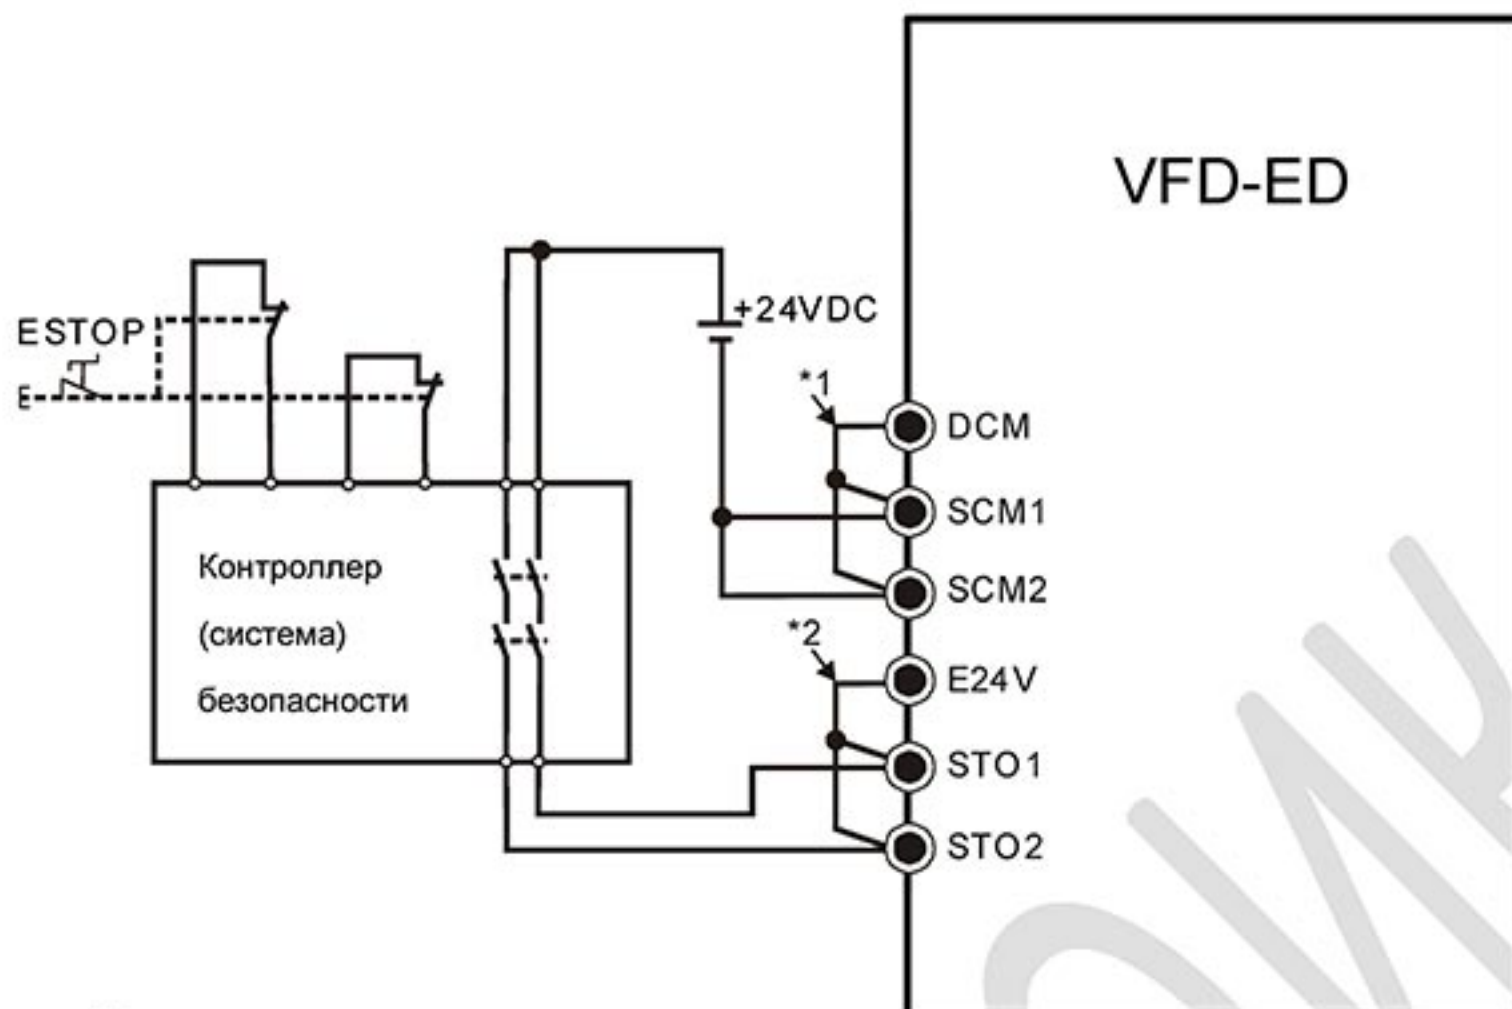 VFD-ED
ESTOP
+24VDC
*1
DCM
SCM1
SCM2
Контроллер
(система)
безопасности
*2
E24V
STO1
STO2